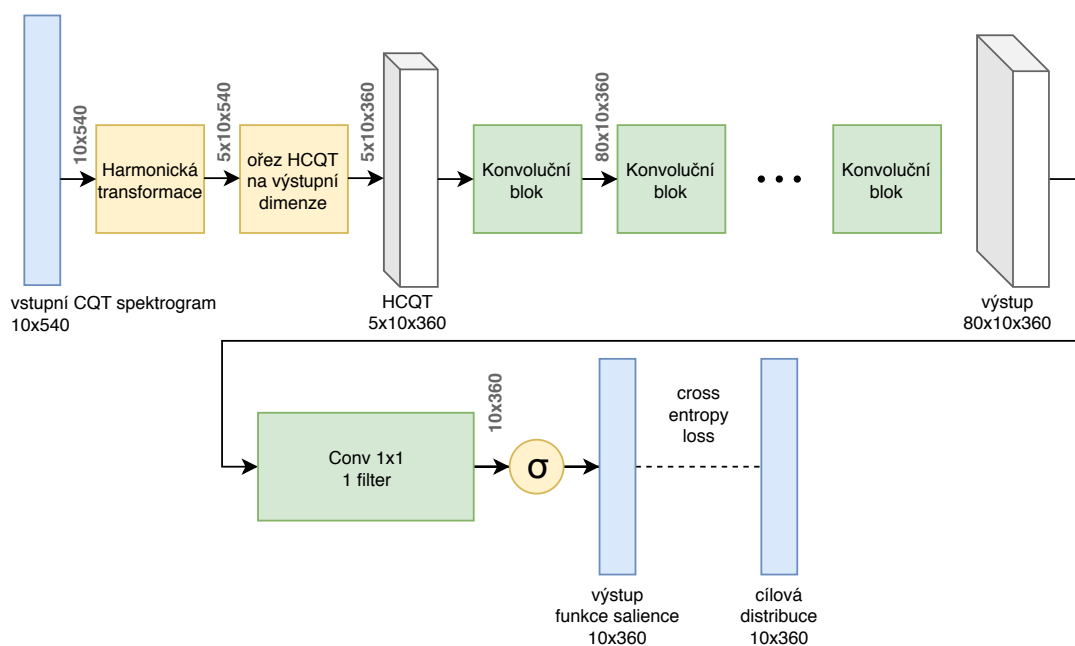 10x540
5x10x540
5x10x360
80x10x360
Harmonická
transformace
ořez HCQT
na výstupní
dimenze
Konvoluční
blok
Konvoluční
blok
Konvoluční
blok
vstupní CQT spektrogram
10x540
HCQT
5x10x360
výstup
80x10x360
Conv 1x1
1 filter
10x360
σ
cross
entropy
loss
výstup
funkce salience
10x360
cílová
distribuce
10x360